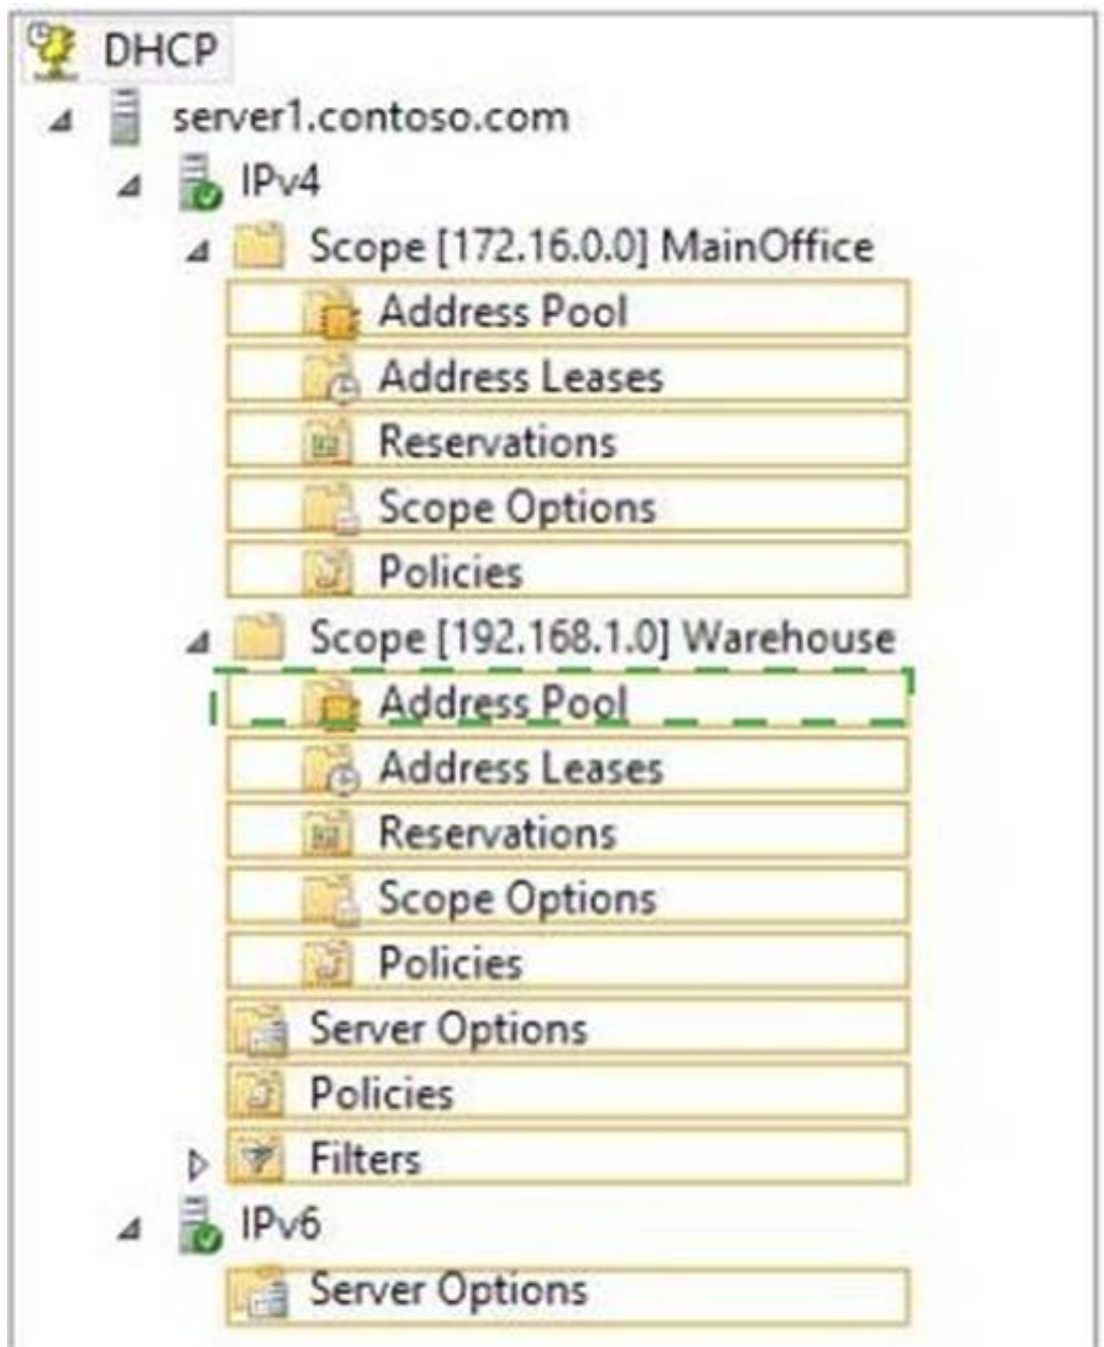 DHCP
server1.contoso.com
IPv4
Scope [172.16.0.0] MainOffice
Address Pool
Address Leases
Reservations
Scope Options
Policies
Scope [192.168.1.0] Warehouse
Address Pool
Address Leases
Reservations
Scope Options
Policies
Server Options
Policies
Filters
IPv6
Server Options